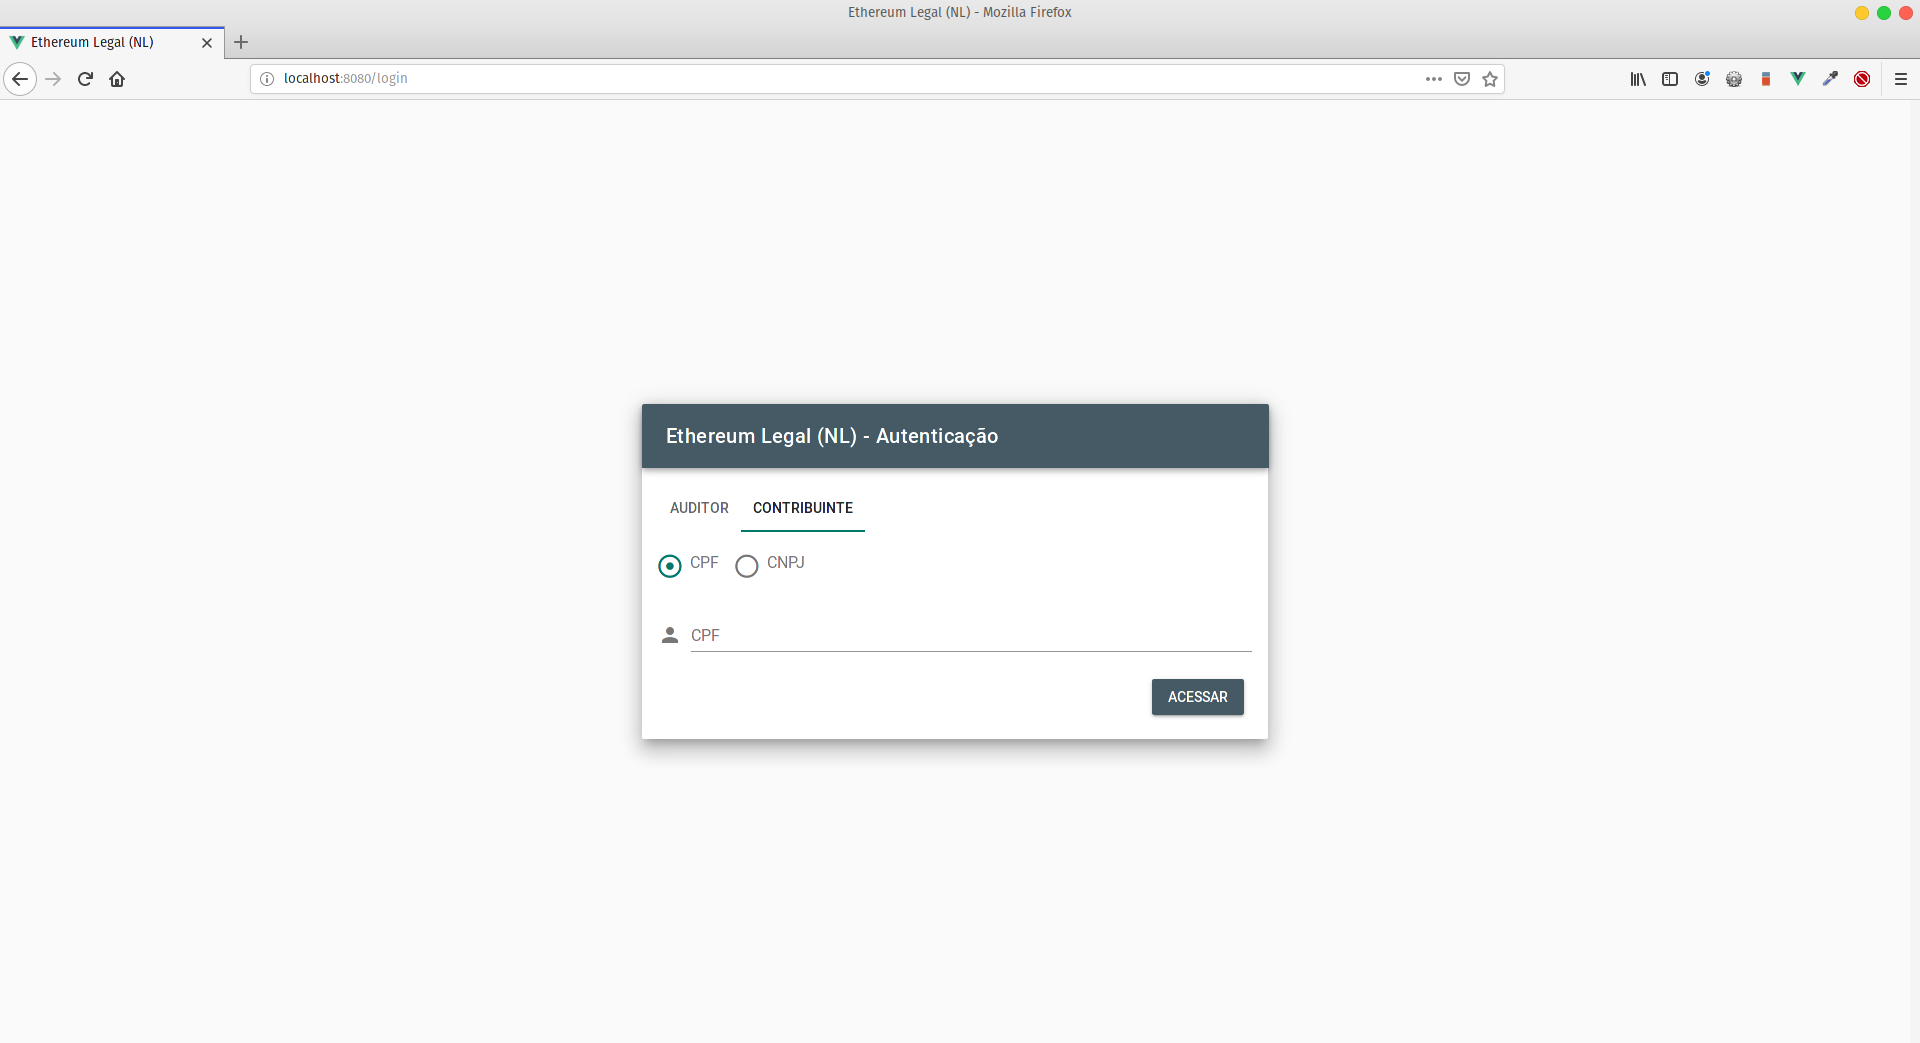 Ethereum Legal (NL) - Mozilla Firefox
Ethereum Legal (NL)
localhost:8080/login
Ethereum Legal (NL) - Autenticação
AUDITOR CONTRIBUINTE
CPF CNPJ
CPF
ACESSAR